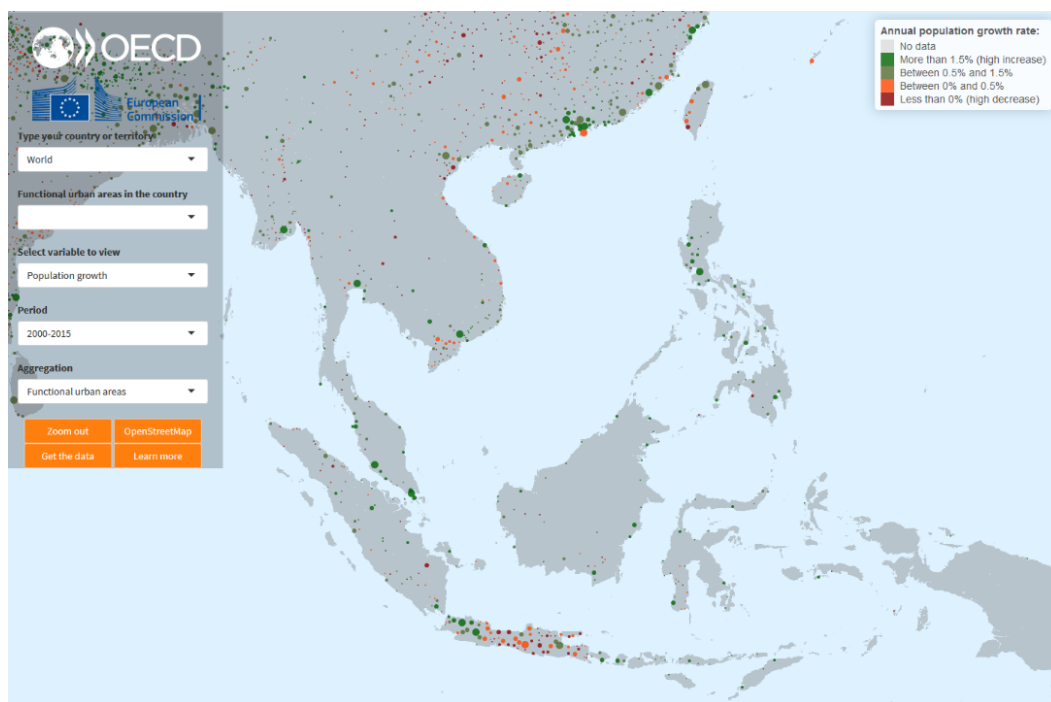 OECD
European
Commission
Type your country or territory:
World
Functional urban areas in the country
Select variable to view
Population growth
Period
2000-2015
Aggregation
Functional urban areas
Zoom out
OpenStreetMap
Get the data
Learn more
Annual population growth rate:
No data
More than 1.5% (high increase)
Between 0.5% and 1.5%
Between 0% and 0.5%
Less than 0% (high decrease)